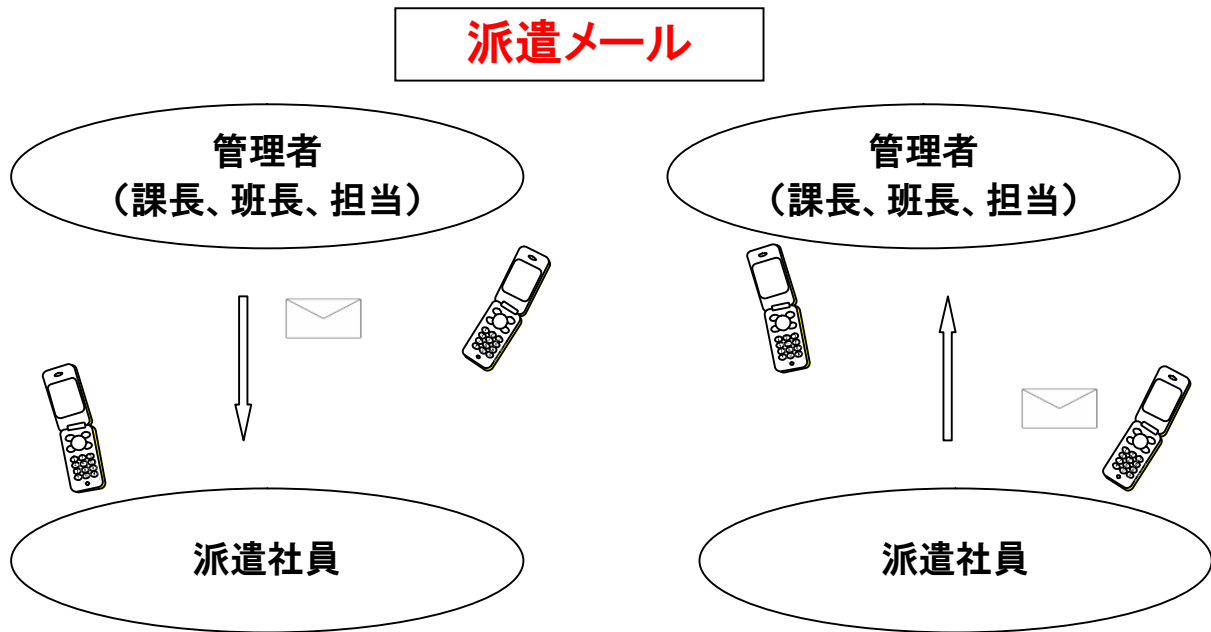 派遣メール
管理者
（課長、班長、担当）
管理者
（課長、班長、担当）
派遣社員
派遣社員